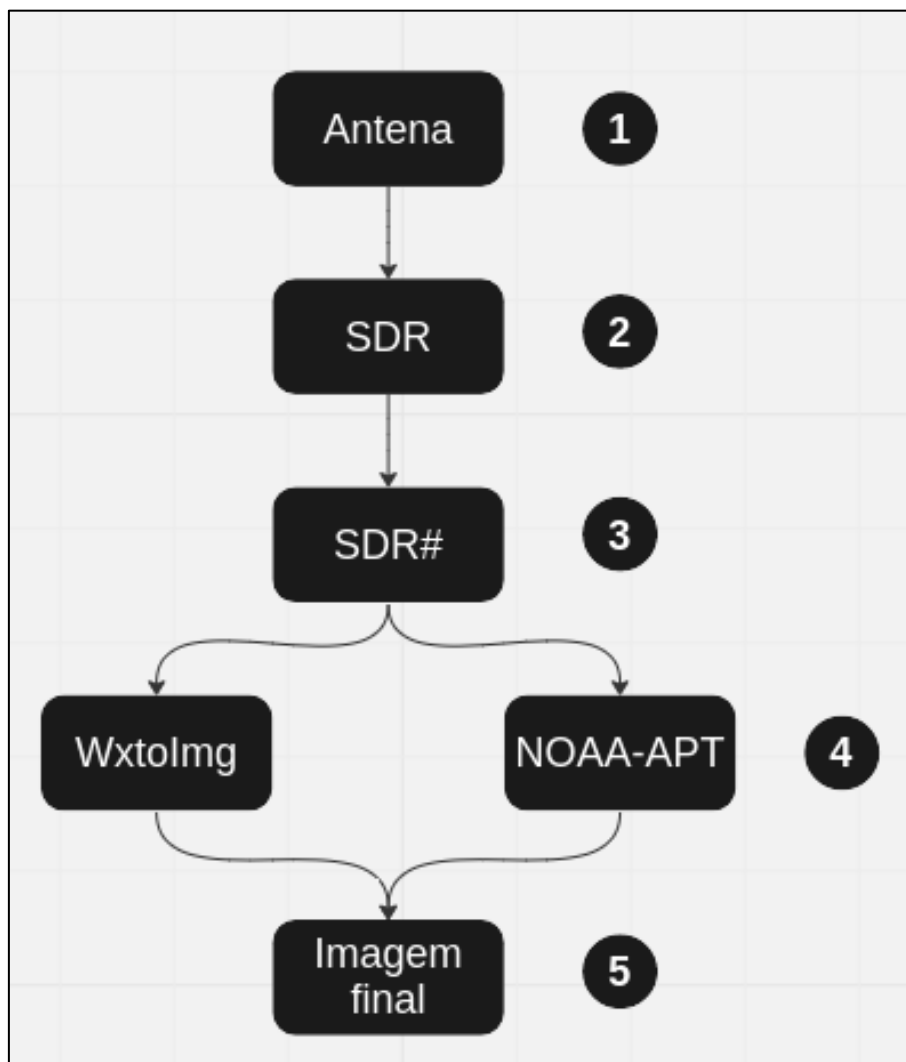 Antena
1
SDR
2
SDR#
3
WxtoImg
NOAA-APT
4
Imagem
final
5